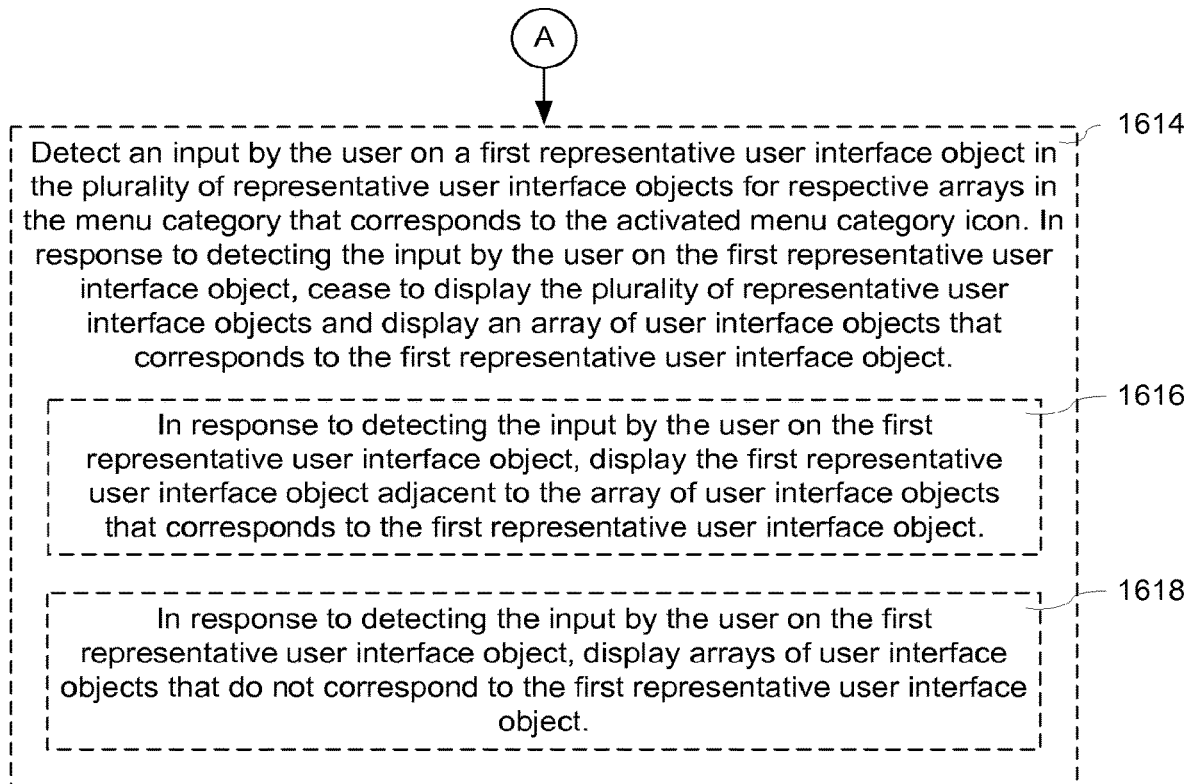 A
1614
Detect an input by the user on a first representative user interface object in
the plurality of representative user interface objects for respective arrays in
the menu category that corresponds to the activated menu category icon. In
response to detecting the input by the user on the first representative user
interface object, cease to display the plurality of representative user
interface objects and display an array of user interface objects that
corresponds to the first representative user interface object.
1616
In response to detecting the input by the user on the first
representative user interface object, display the first representative
user interface object adjacent to the array of user interface objects
that corresponds to the first representative user interface object.
1618
In response to detecting the input by the user on the first
representative user interface object, display arrays of user interface
objects that do not correspond to the first representative user interface
object.